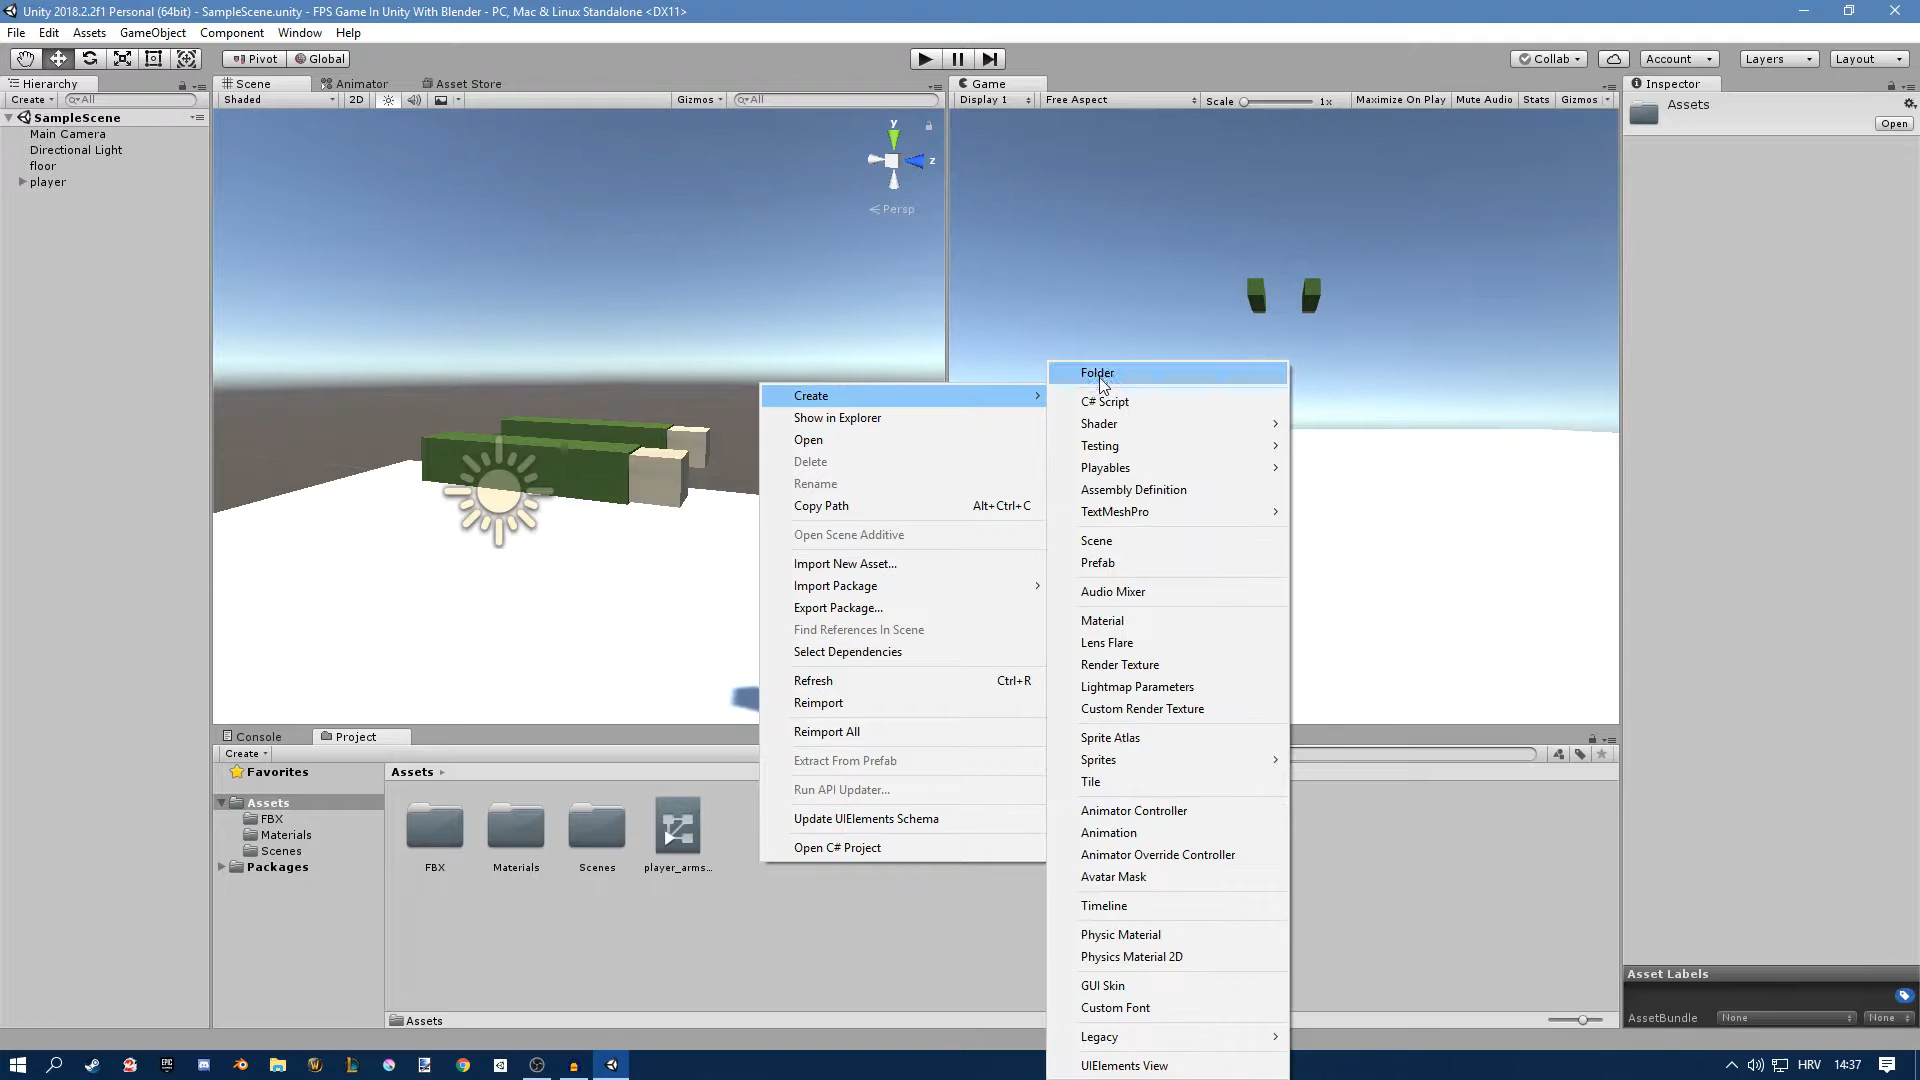 Unity 2018.2.2f1 Personal (64bit) - SampleScene.unity - FPS Game In Unity With Blender - PC, Mac & Linux Standalone <DX11>
File Edit Assets GameObject Component Window Help
Pivot Global Collab Account Layers Layout
Hierarchy Scene Animator Asset Store Game Inspector
Create All Shaded 2D Gizmos All Display 1 Free Aspect Scale 1x Maximize On Play Mute Audio Stats Gizmos Assets
Open
SampleScene
Main Camera
Directional Light
floor
player
y
z
Persp
Create
Show in Explorer
Open
Delete
Rename
Copy Path Alt+Ctrl+C
Open Scene Additive
Import New Asset...
Import Package
Export Package...
Find References In Scene
Select Dependencies
Refresh Ctrl+R
Reimport
Reimport All
Extract From Prefab
Run API Updater...
Update UIElements Schema
Open C# Project
Folder
C# Script
Shader
Testing
Playables
Assembly Definition
TextMeshPro
Scene
Prefab
Audio Mixer
Material
Lens Flare
Render Texture
Lightmap Parameters
Custom Render Texture
Sprite Atlas
Sprites
Tile
Animator Controller
Animation
Animator Override Controller
Avatar Mask
Timeline
Physic Material
Physics Material 2D
GUI Skin
Custom Font
Legacy
UIElements View
Console Project
Create
Favorites
Assets
FBX
Materials
Scenes
Packages
Assets
FBX Materials Scenes player_arms...
Assets
Asset Labels
AssetBundle None None
HRV 14:37